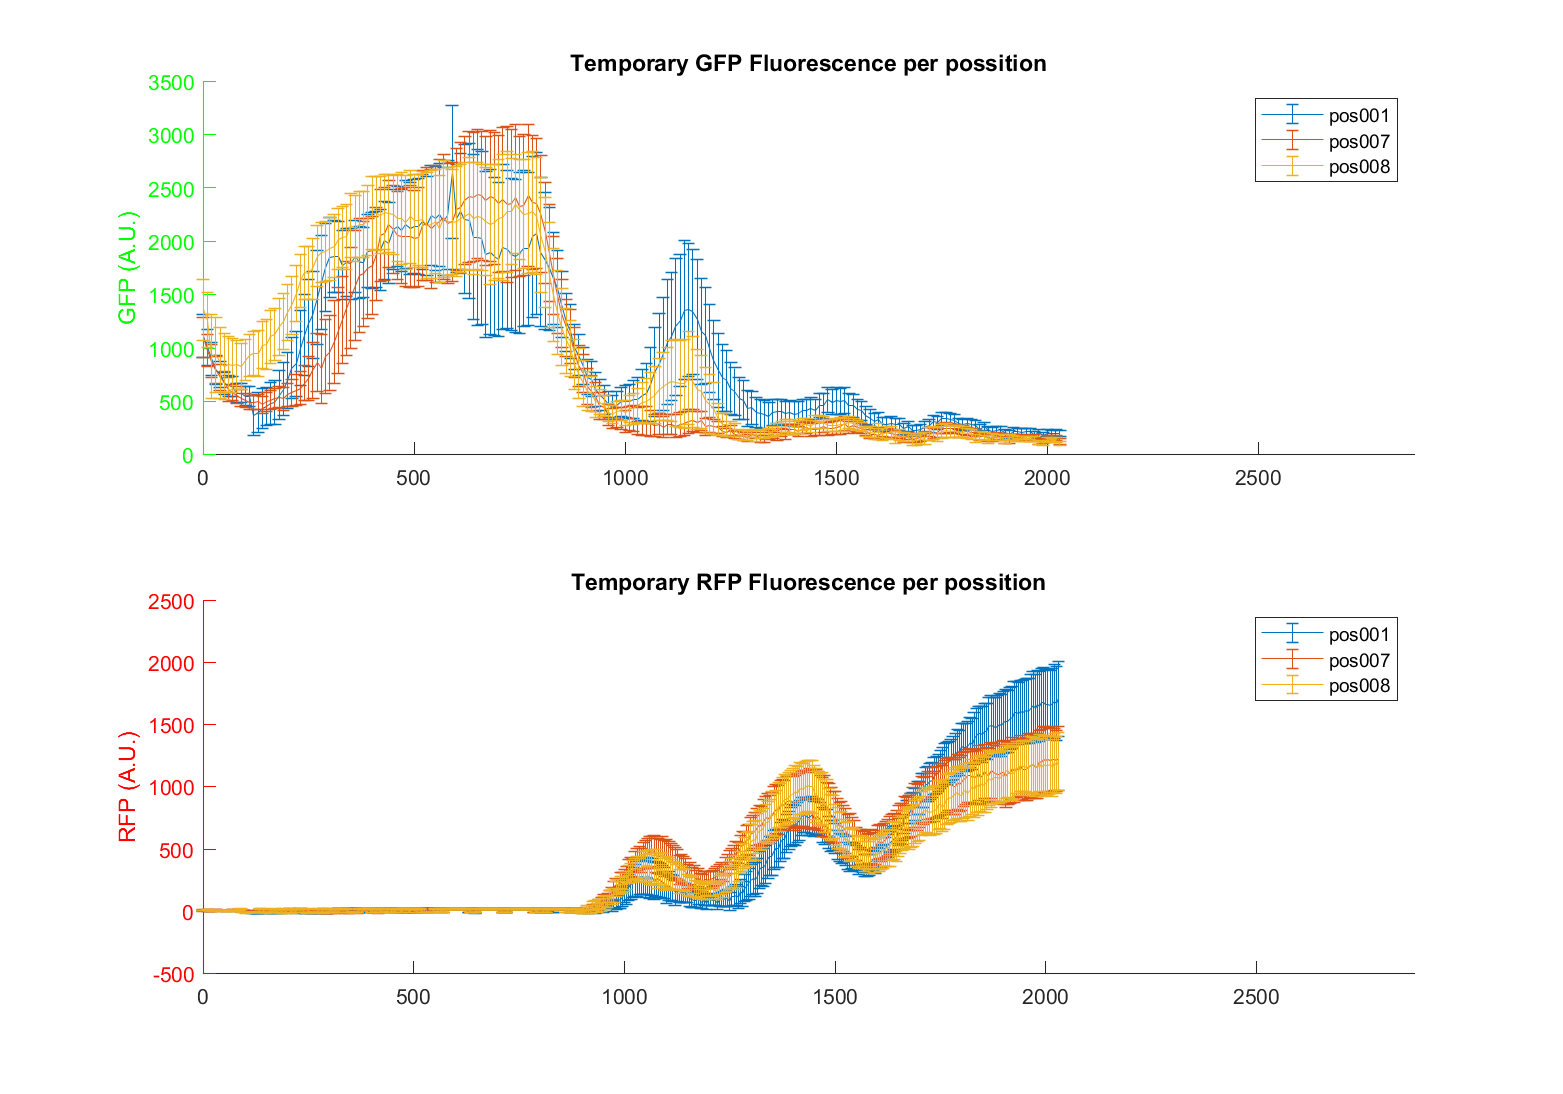 Temporary GFP Fluorescence per possition
3500
3000
2500
2000
1500
1000
500
0
GFP (A.U.)
0 500 1000 1500 2000 2500
pos001
pos007
pos008
Temporary RFP Fluorescence per possition
2500
2000
1500
1000
500
0
-500
RFP (A.U.)
0 500 1000 1500 2000 2500
pos001
pos007
pos008